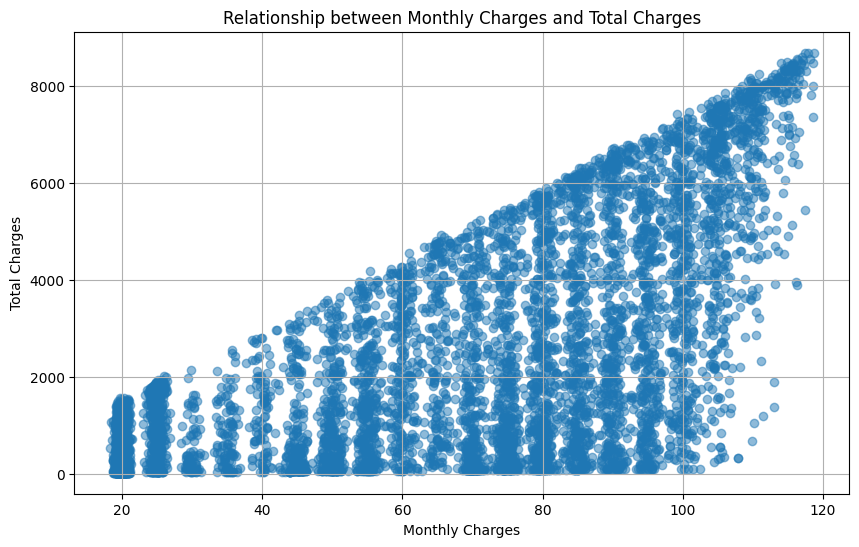 Relationship between Monthly Charges and Total Charges
Total Charges
8000
6000
4000
2000
0
20 40 60 80 100 120
Monthly Charges